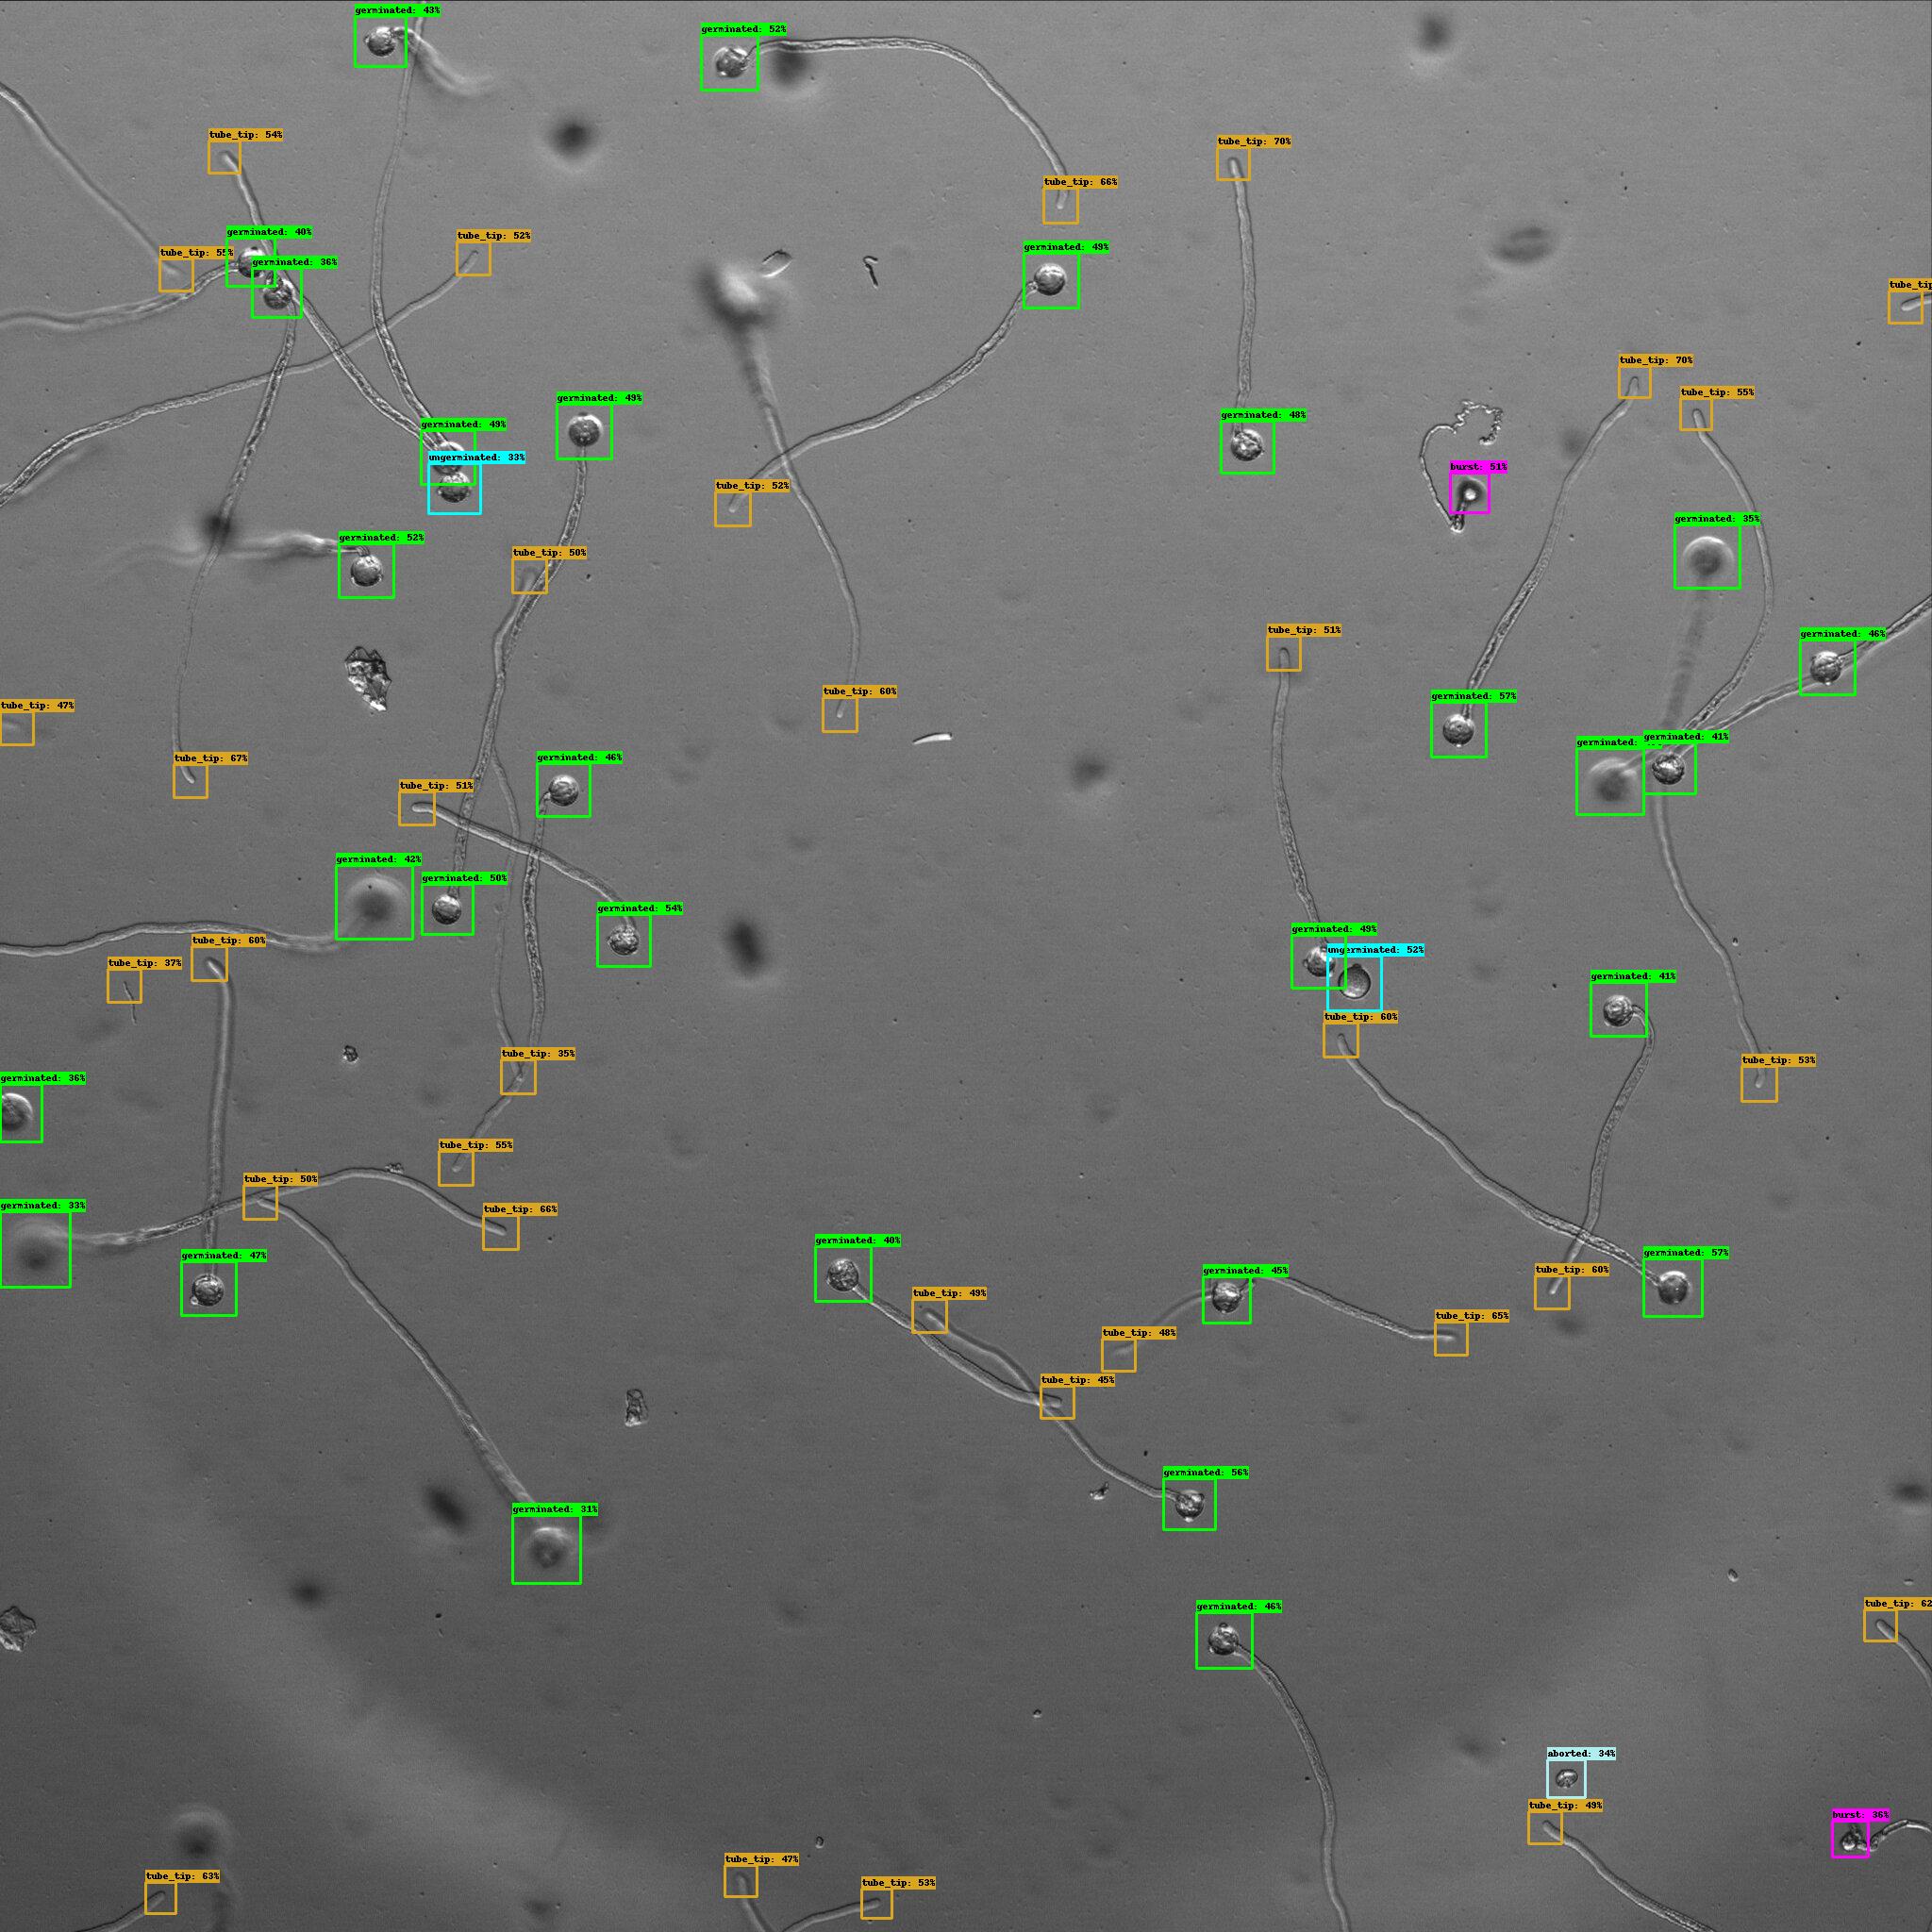 germinated: 43%
germinated: 52%
tube_tip: 54%
tube_tip: 70%
tube_tip: 66%
germinated: 40%
tube_tip: 52%
germinated: 49%
tube_tip: 55%
germinated: 36%
tube_tip
tube_tip: 70%
tube_tip: 55%
germinated: 49%
germinated: 48%
germinated: 49%
ungerminated: 33%
burst: 51%
tube_tip: 52%
germinated: 35%
germinated: 52%
tube_tip: 50%
tube_tip: 51%
germinated: 46%
tube_tip: 60%
germinated: 57%
tube_tip: 47%
germinated: 41%
germinated:
tube_tip: 67%
germinated: 46%
tube_tip: 51%
germinated: 42%
germinated: 50%
germinated: 54%
germinated: 49%
tube_tip: 60%
ungerminated: 52%
tube_tip: 37%
germinated: 41%
tube_tip: 60%
tube_tip: 35%
tube_tip: 53%
germinated: 36%
tube_tip: 55%
tube_tip: 50%
germinated: 33%
tube_tip: 66%
germinated: 40%
germinated: 47%
germinated: 57%
germinated: 45%
tube_tip: 60%
tube_tip: 49%
tube_tip: 65%
tube_tip: 48%
tube_tip: 45%
germinated: 56%
germinated: 31%
tube_tip: 62
germinated: 46%
aborted: 34%
tube_tip: 49%
burst: 36%
tube_tip: 47%
tube_tip: 63%
tube_tip: 53%